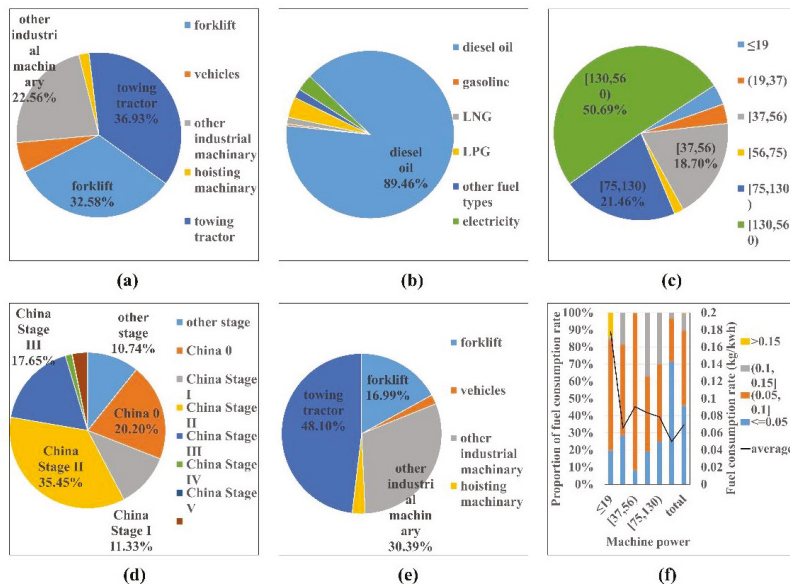 other
industri
al
machin
ary
22.56%
towing
tractor
36.93%
forklift
32.58%
forklift
vehicles
other
industrial
machinary
hoisting
machinary
towing
tractor
(a)
diesel
oil
89.46%
diesel oil
gasoline
LNG
LPG
other fuel
types
electricity
(b)
[130,56
0)
50.69%
[37,56)
18.70%
[75,130)
21.46%
≤19
(19,37)
[37,56)
[56,75)
[75,130
)
[130,56
0)
(c)
China
Stage III
17.65%
other
stage
10.74%
China 0
20.20%
China
Stage II
35.45%
China
Stage I
11.33%
other stage
China 0
China Stage
I
China Stage
II
China Stage
III
China Stage
IV
China Stage
V
(d)
towing
tractor
48.10%
forklift
16.99%
other
industri
al
machin
ary
30.39%
forklift
vehicles
other
industrial
machinary
hoisting
machinary
(e)
Proportion of fuel consumption
rate
100%
90%
80%
70%
60%
50%
40%
30%
20%
10%
0%
0.2
0.18
0.16
0.14
0.12
0.1
0.08
0.06
0.04
0.02
0
Fuel consumption rate (kg/kwh)
≤19
[37,56)
[75,130)
total
Machine power
>0.15
(0.1,
0.15]
(0.05,
0.1]
<=0.05
average
(f)